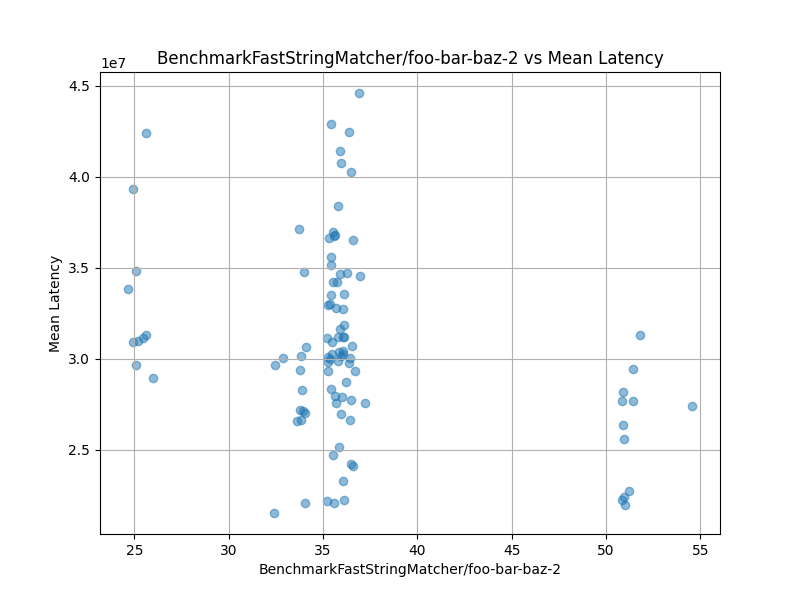 BenchmarkFastStringMatcher/foo-bar-baz-2 vs Mean Latency
1e7
4.5
4.0
3.5
3.0
2.5
Mean Latency
25 30 35 40 45 50 55
BenchmarkFastStringMatcher/foo-bar-baz-2